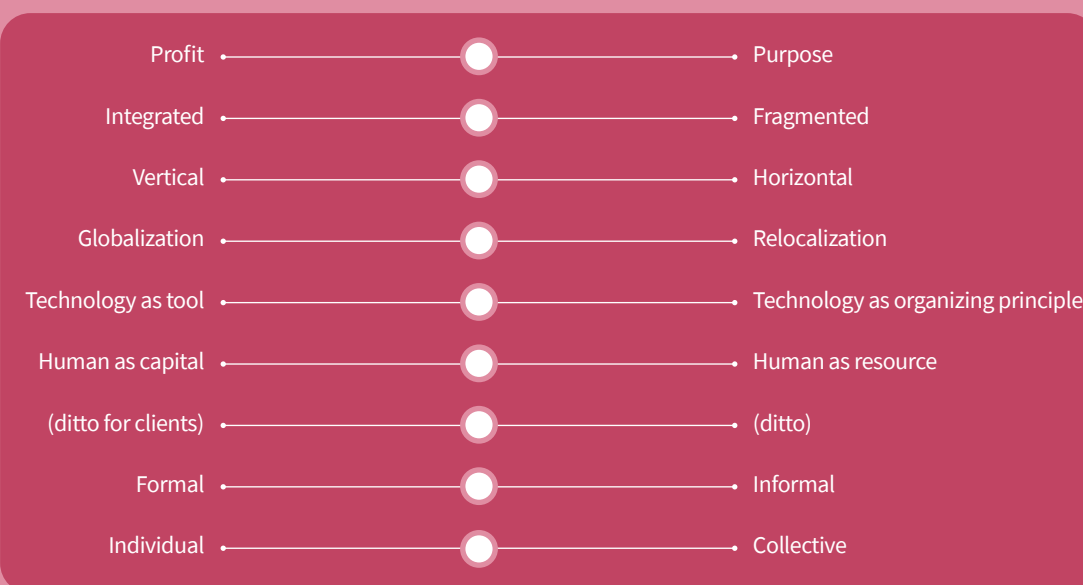 Profit Purpose
Integrated Fragmented
Vertical Horizontal
Globalization Relocalization
Technology as tool Technology as organizing principle
Human as capital Human as resource
(ditto for clients) (ditto)
Formal Informal
Individual Collective